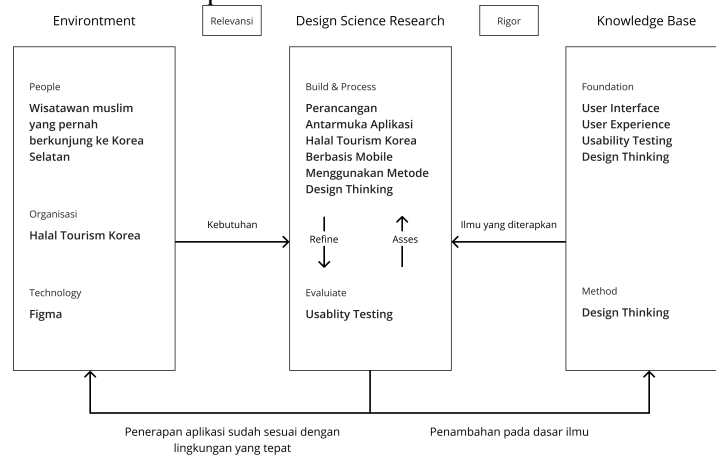 Environtment
Relevansi
Design Science Research
Rigor
Knowledge Base
People
Wisatawan muslim
yang pernah
berkunjung ke Korea
Selatan
Organisasi
Halal Tourism Korea
Technology
Figma
Kebutuhan
Build & Process
Perancangan
Antarmuka Aplikasi
Halal Tourism Korea
Berbasis Mobile
Menggunakan Metode
Design Thinking
Refine
Asses
Evaluiate
Usablity Testing
Ilmu yang diterapkan
Foundation
User Interface
User Experience
Usability Testing
Design Thinking
Method
Design Thinking
Penerapan aplikasi sudah sesuai dengan
lingkungan yang tepat
Penambahan pada dasar ilmu